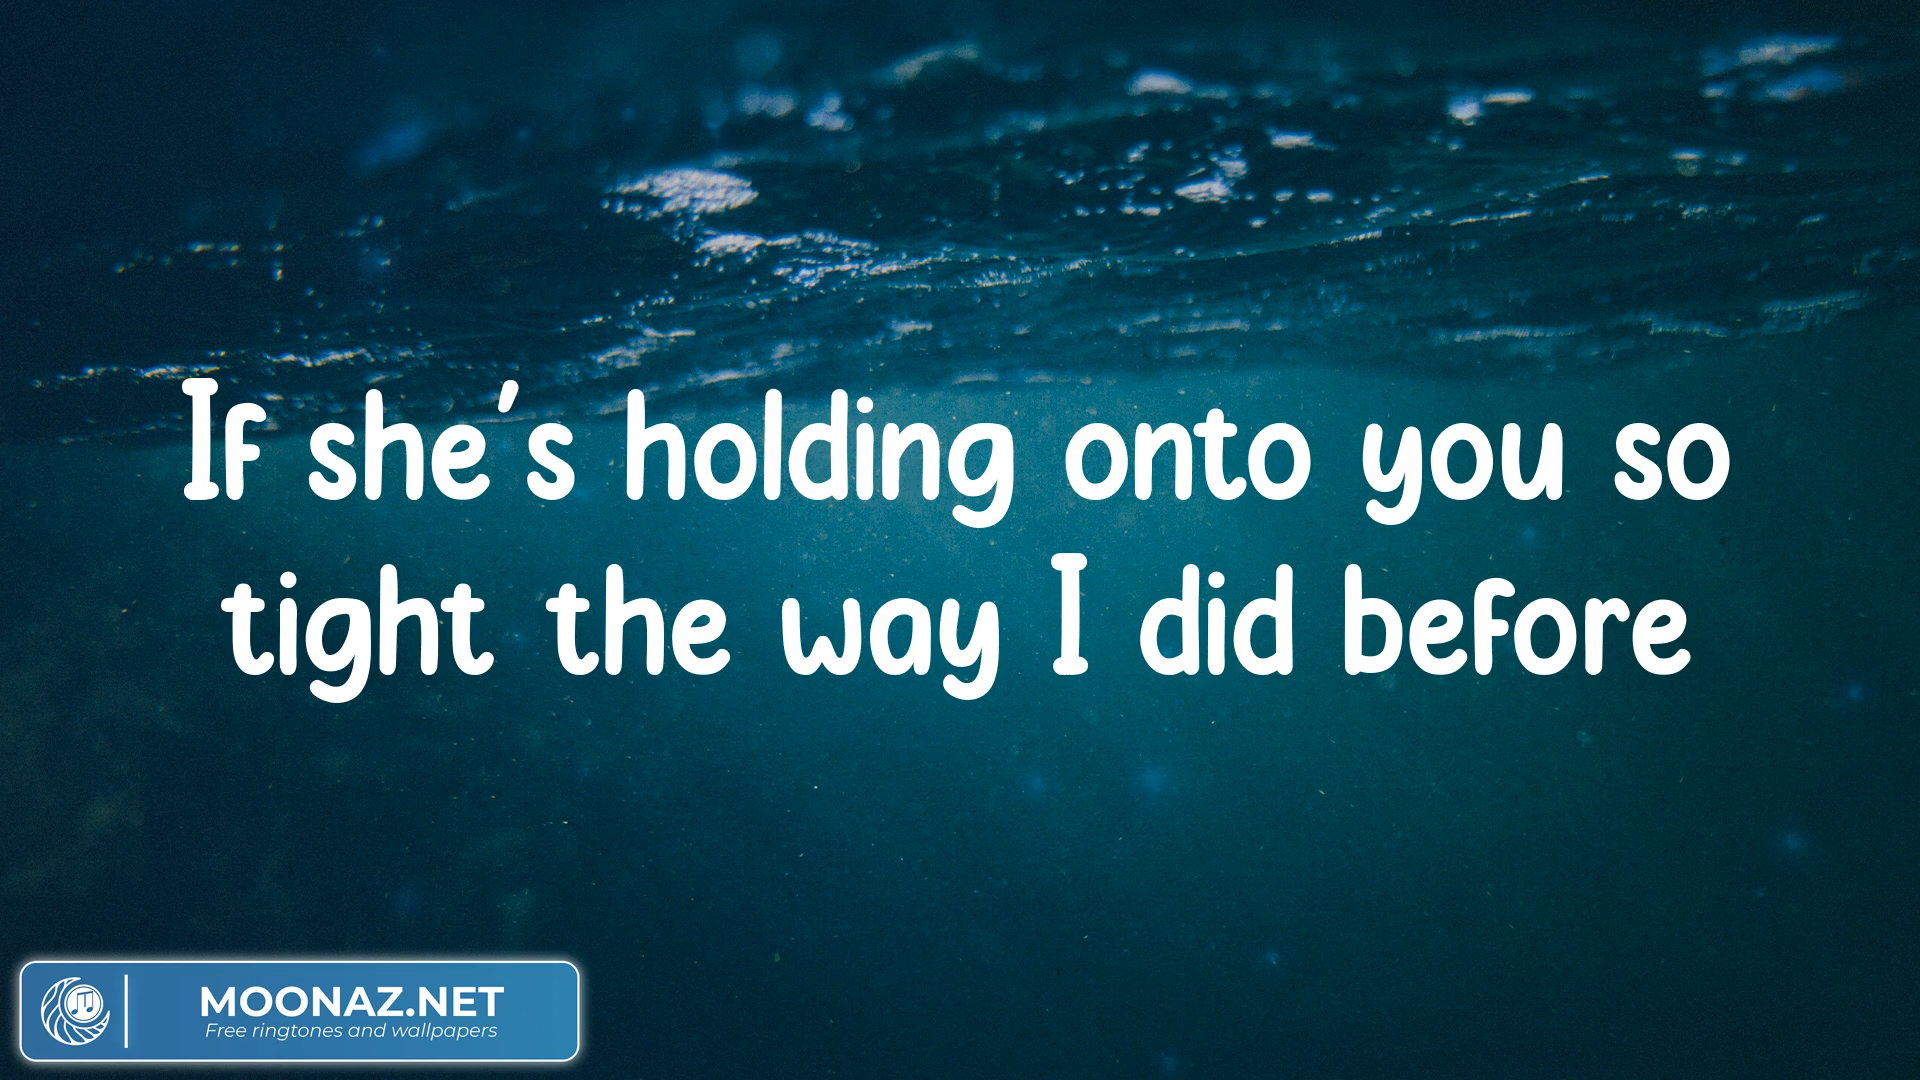 If she's holding onto you so
tight the way I did before
MOONAZ.NET
Free ringtones and wallpapers